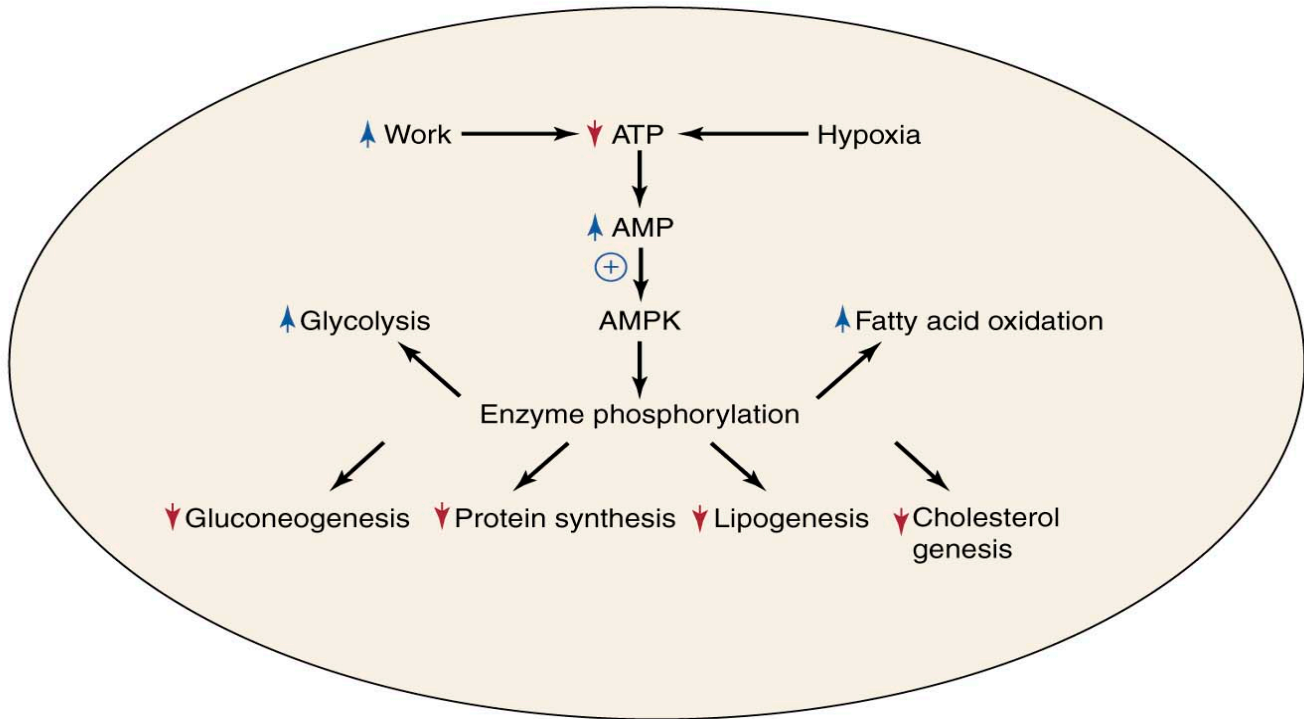 Work
ATP
Hypoxia
AMP
+
Glycolysis
AMPK
Fatty acid oxidation
Enzyme phosphorylation
Gluconeogenesis
Protein synthesis
Lipogenesis
Cholesterol
genesis